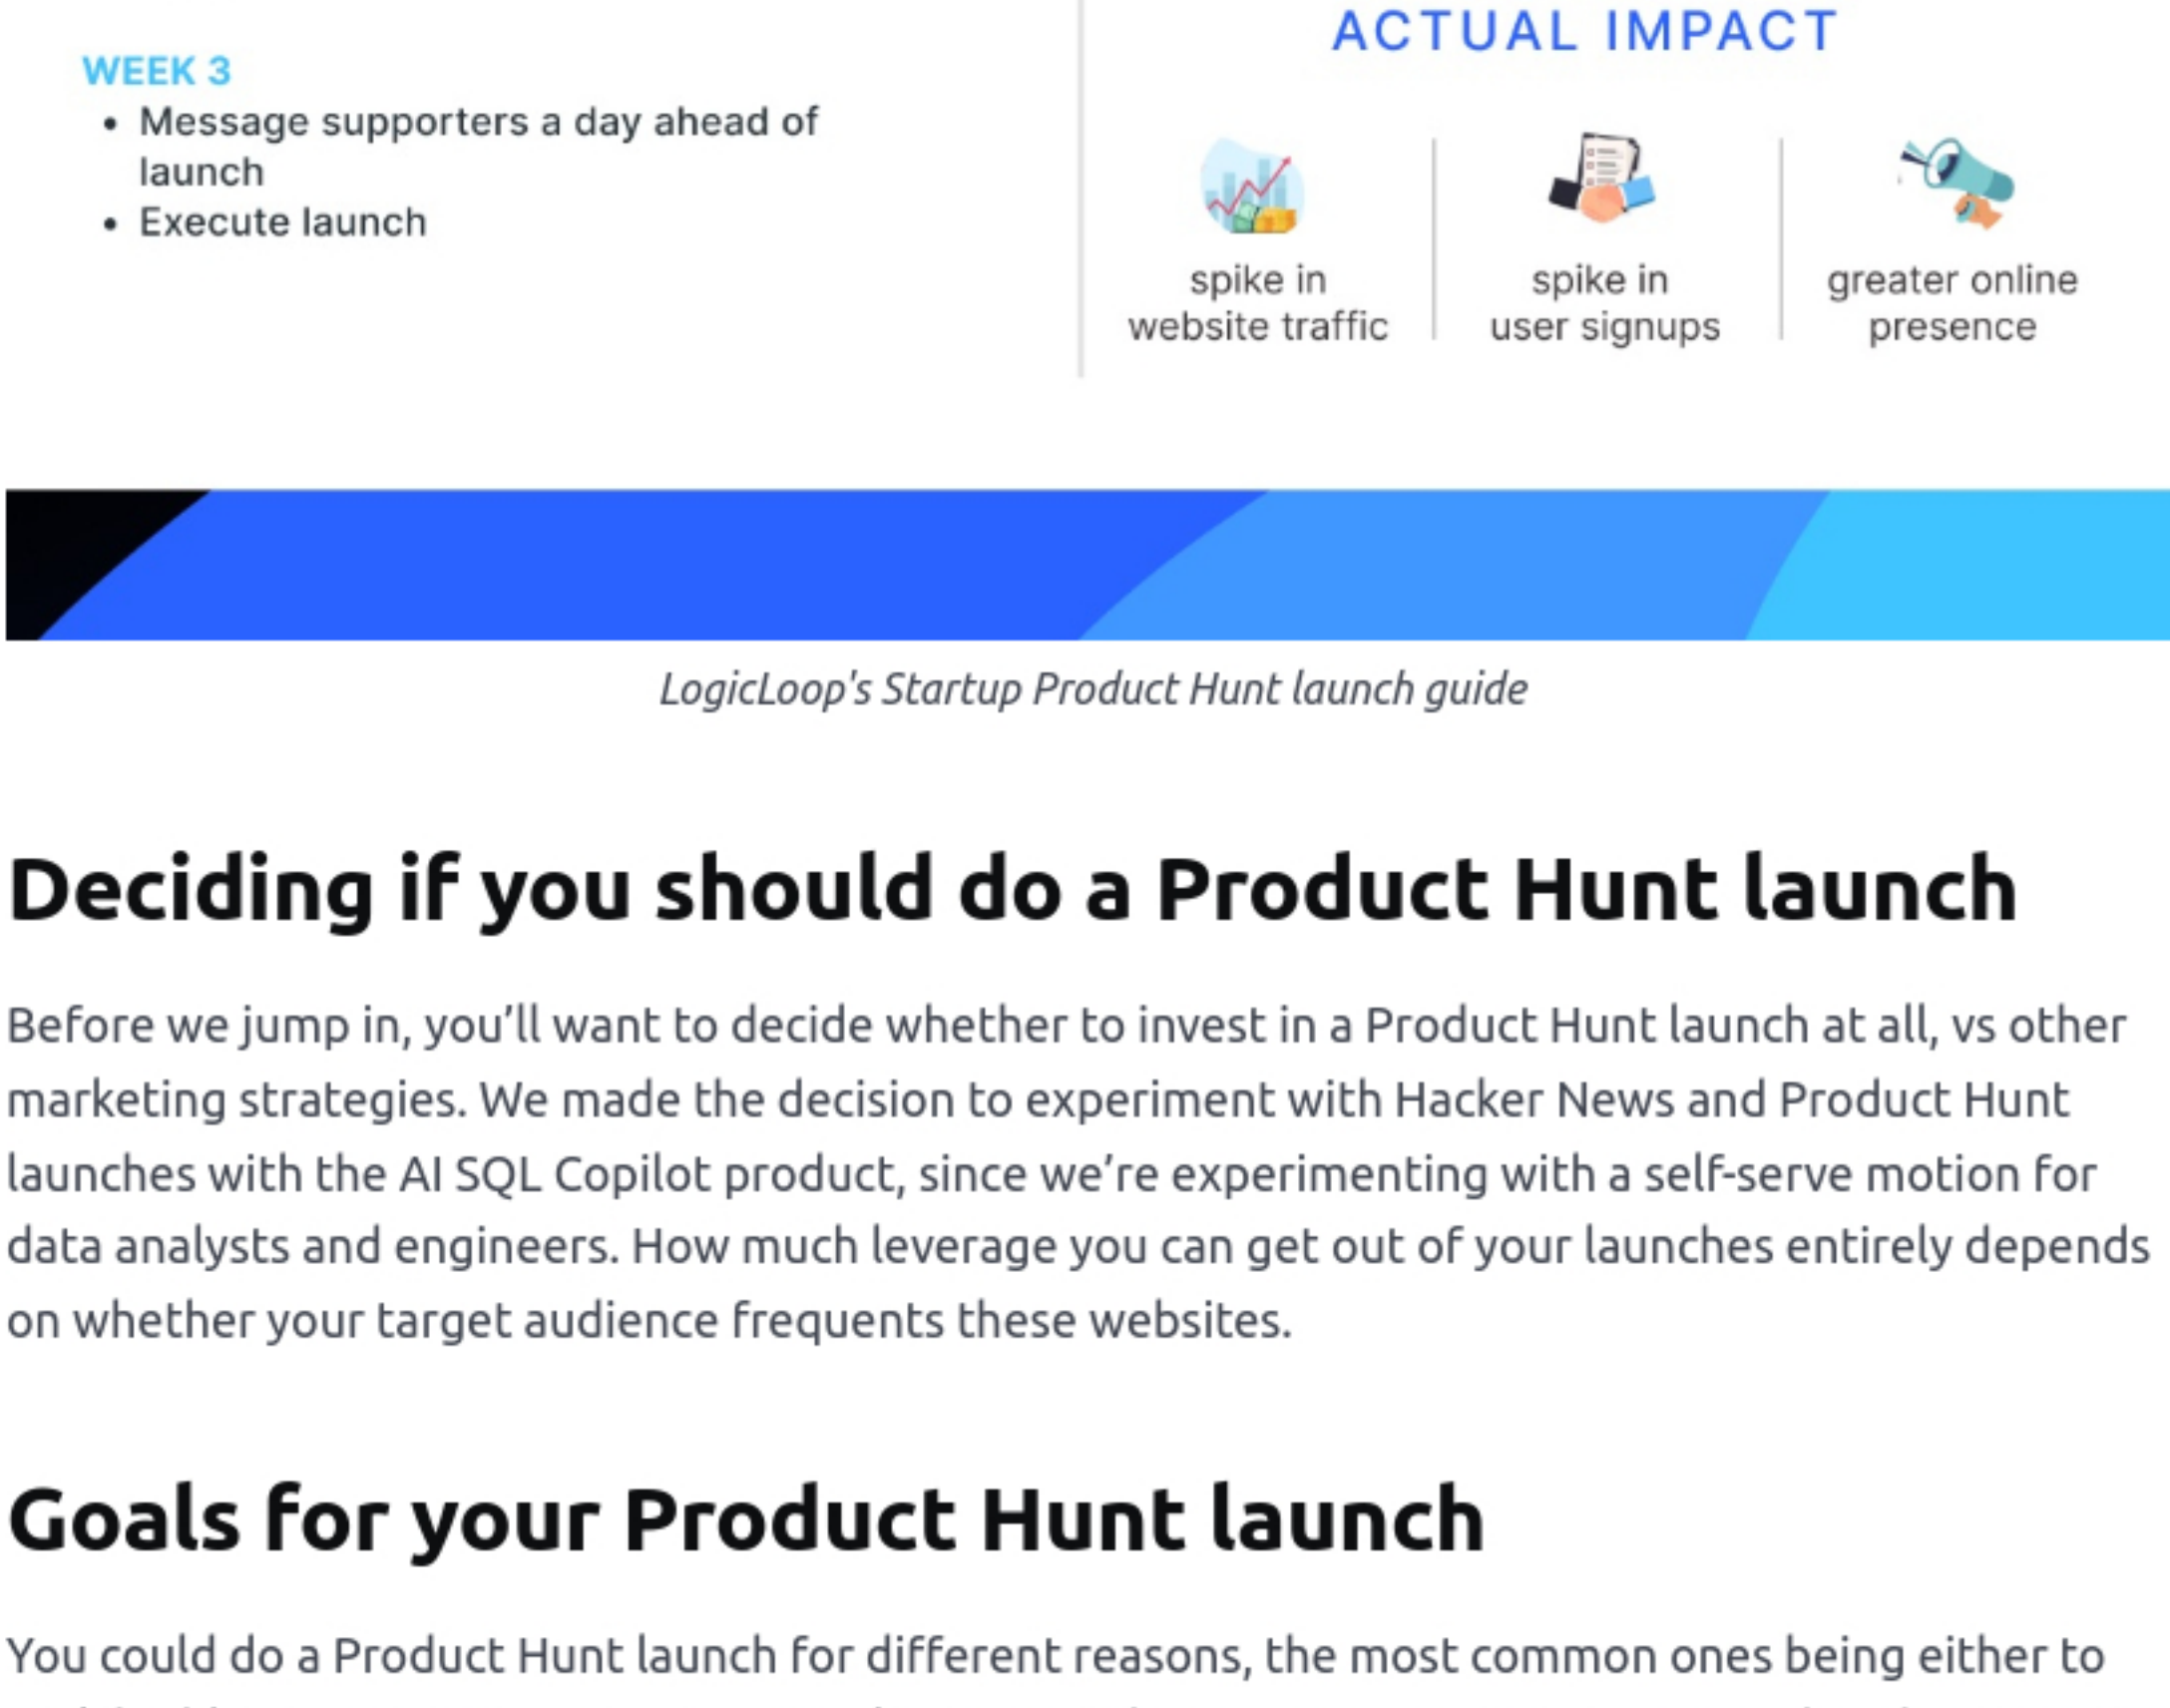 WEEK 3
• Message supporters a day ahead of
launch
• Execute launch
ACTUAL IMPACT
spike in
website traffic
spike in
user signups
greater online
presence
LogicLoop's Startup Product Hunt launch guide
Deciding if you should do a Product Hunt launch
Before we jump in, you’ll want to decide whether to invest in a Product Hunt launch at all, vs other
marketing strategies. We made the decision to experiment with Hacker News and Product Hunt
launches with the AI SQL Copilot product, since we’re experimenting with a self-serve motion for
data analysts and engineers. How much leverage you can get out of your launches entirely depends
on whether your target audience frequents these websites.
Goals for your Product Hunt launch
You could do a Product Hunt launch for different reasons, the most common ones being either to